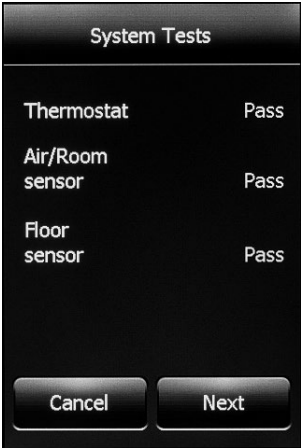 System Tests
Thermostat Pass
Air/Room
sensor Pass
Floor
sensor Pass
Cancel Next